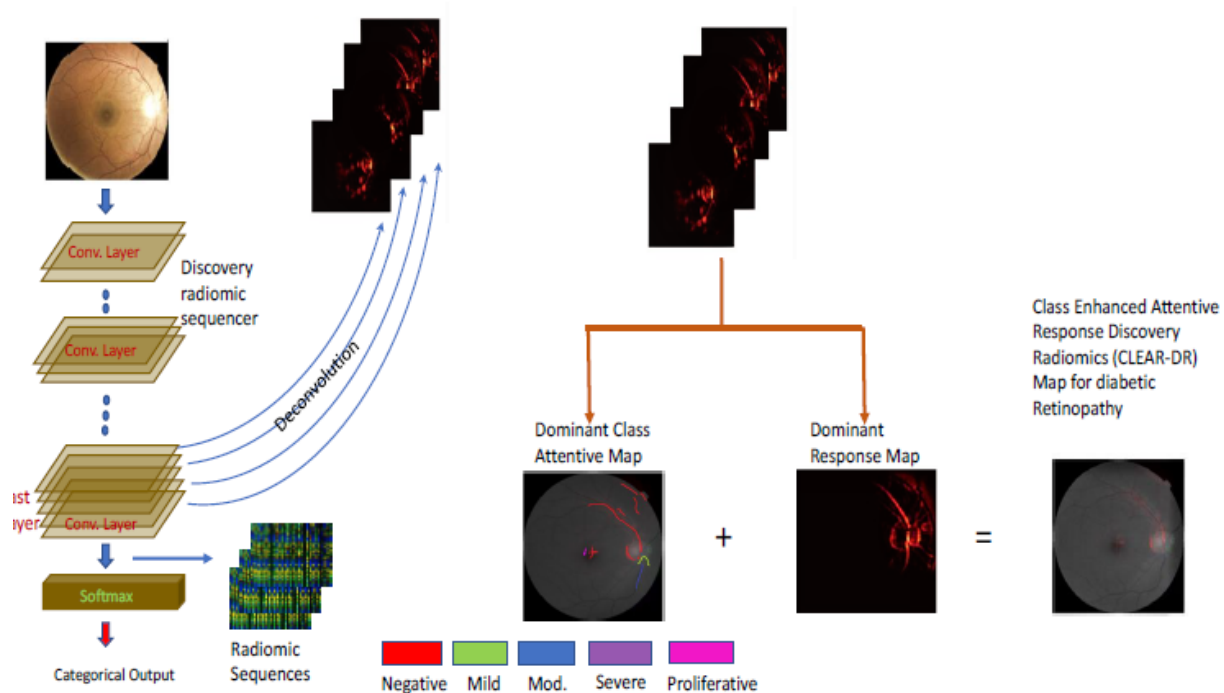 Conv. Layer
Discovery
radiomic
sequencer
Conv. Layer
Deconvolution
ast
ayer
Conv. Layer
Softmax
Categorical Output
Radiomic
Sequences
Dominant Class
Attentive Map
+
Dominant
Response Map
=
Class Enhanced Attentive
Response Discovery
Radiomics (CLEAR-DR)
Map for diabetic
Retinopathy
Negative Mild Mod. Severe Proliferative